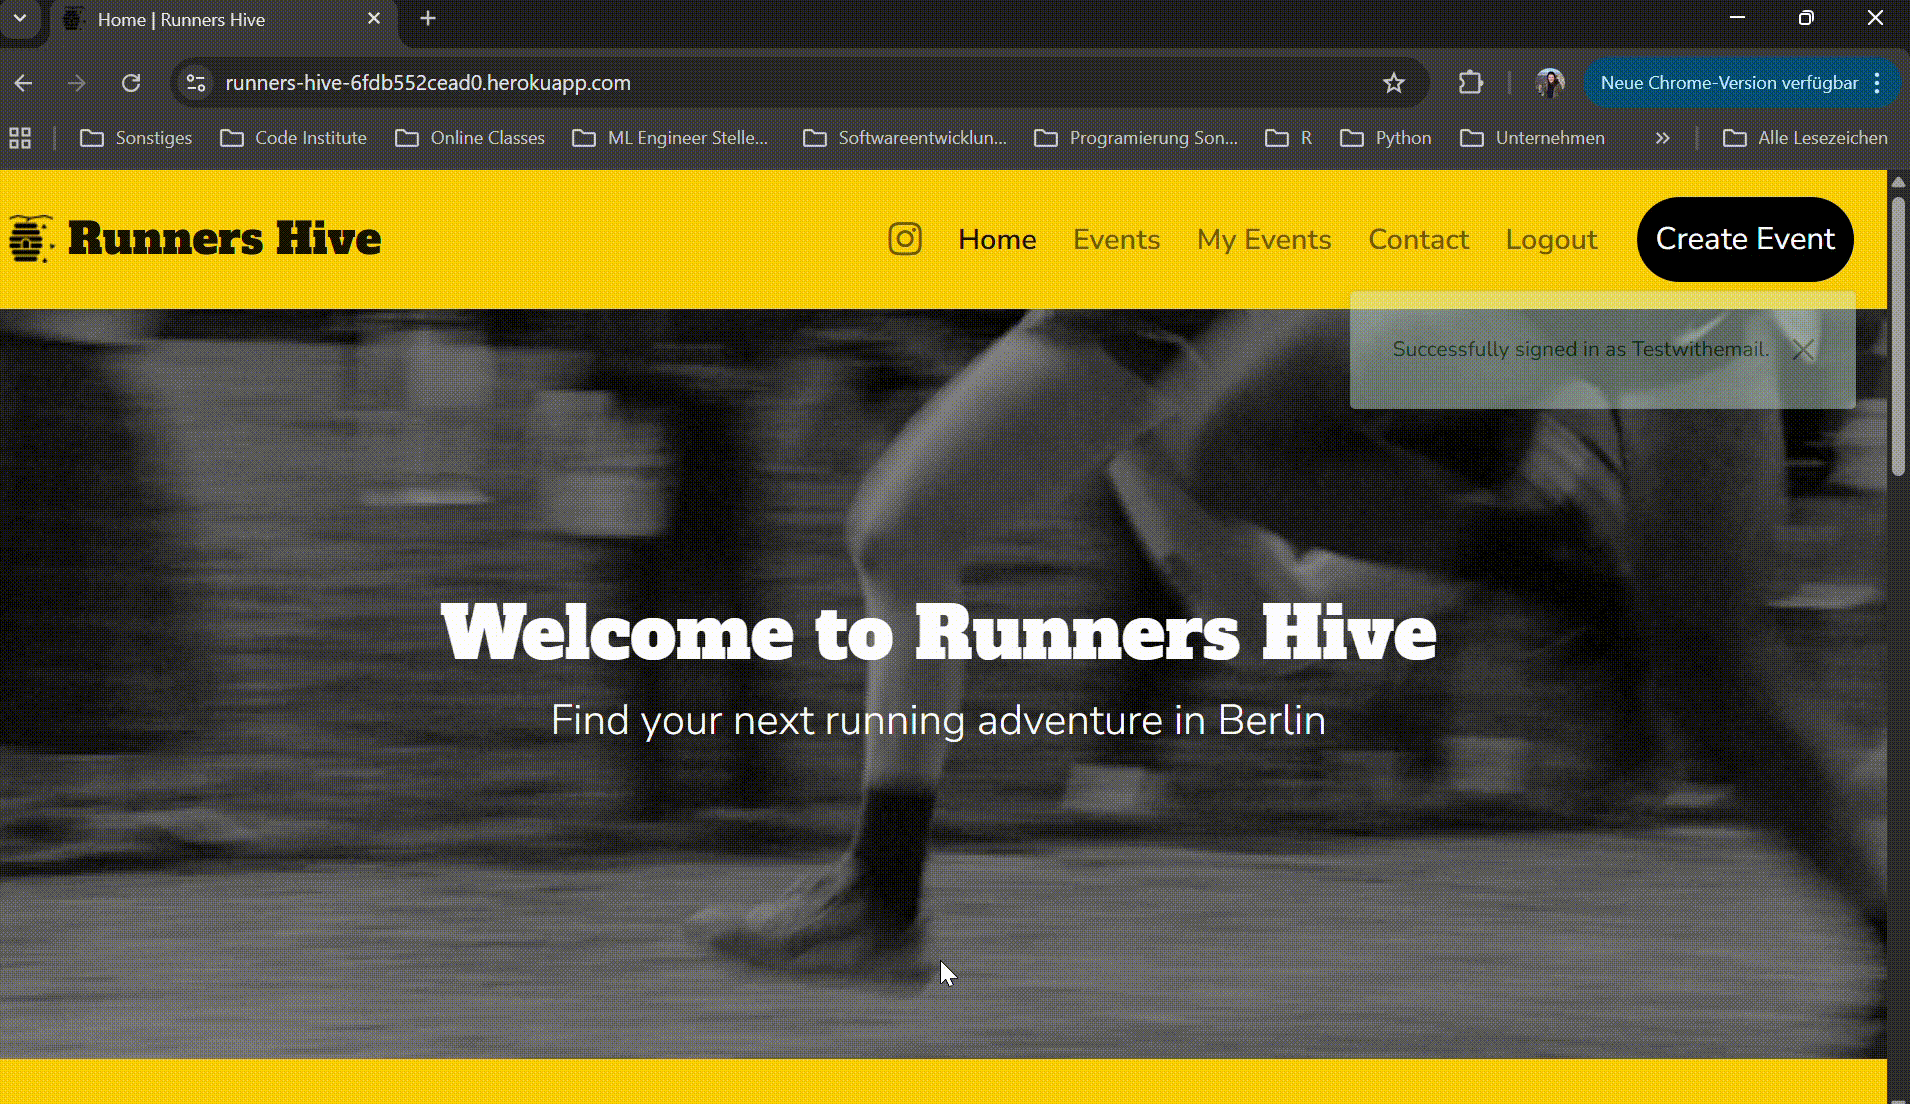 Home | Runners Hive
runners-hive-6fdb552cead0.herokuapp.com
Neue Chrome-Version verfügbar
Sonstiges
Code Institute
Online Classes
ML Engineer Stelle...
Softwareentwicklun...
Programierung Son...
R
Python
Unternehmen
Alle Lesezeichen
Runners Hive
Home
Events
My Events
Contact
Logout
Create Event
Successfully signed in as Testwithemail.
Welcome to Runners Hive
Find your next running adventure in Berlin